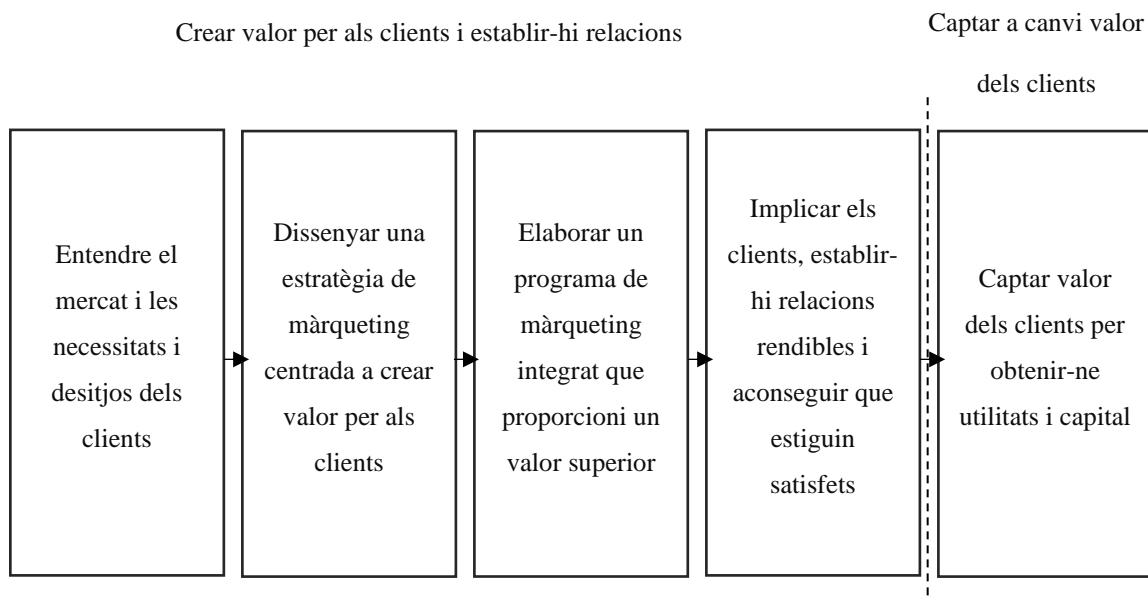 Crear valor per als clients i establir-hi relacions
Captar a canvi valor
dels clients
Entendre el
mercat i les
necessitats i
desitjos dels
clients
Dissenyar una
estratègia de
màrqueting
centrada a crear
valor per als
clients
Elaborar un
programa de
màrqueting
integrat que
proporcioni un
valor superior
Implicar els
clients, establir-
hi relacions
rendibles i
aconseguir que
estiguin
satisfets
Captar valor
dels clients per
obtenir-ne
utilitats i capital